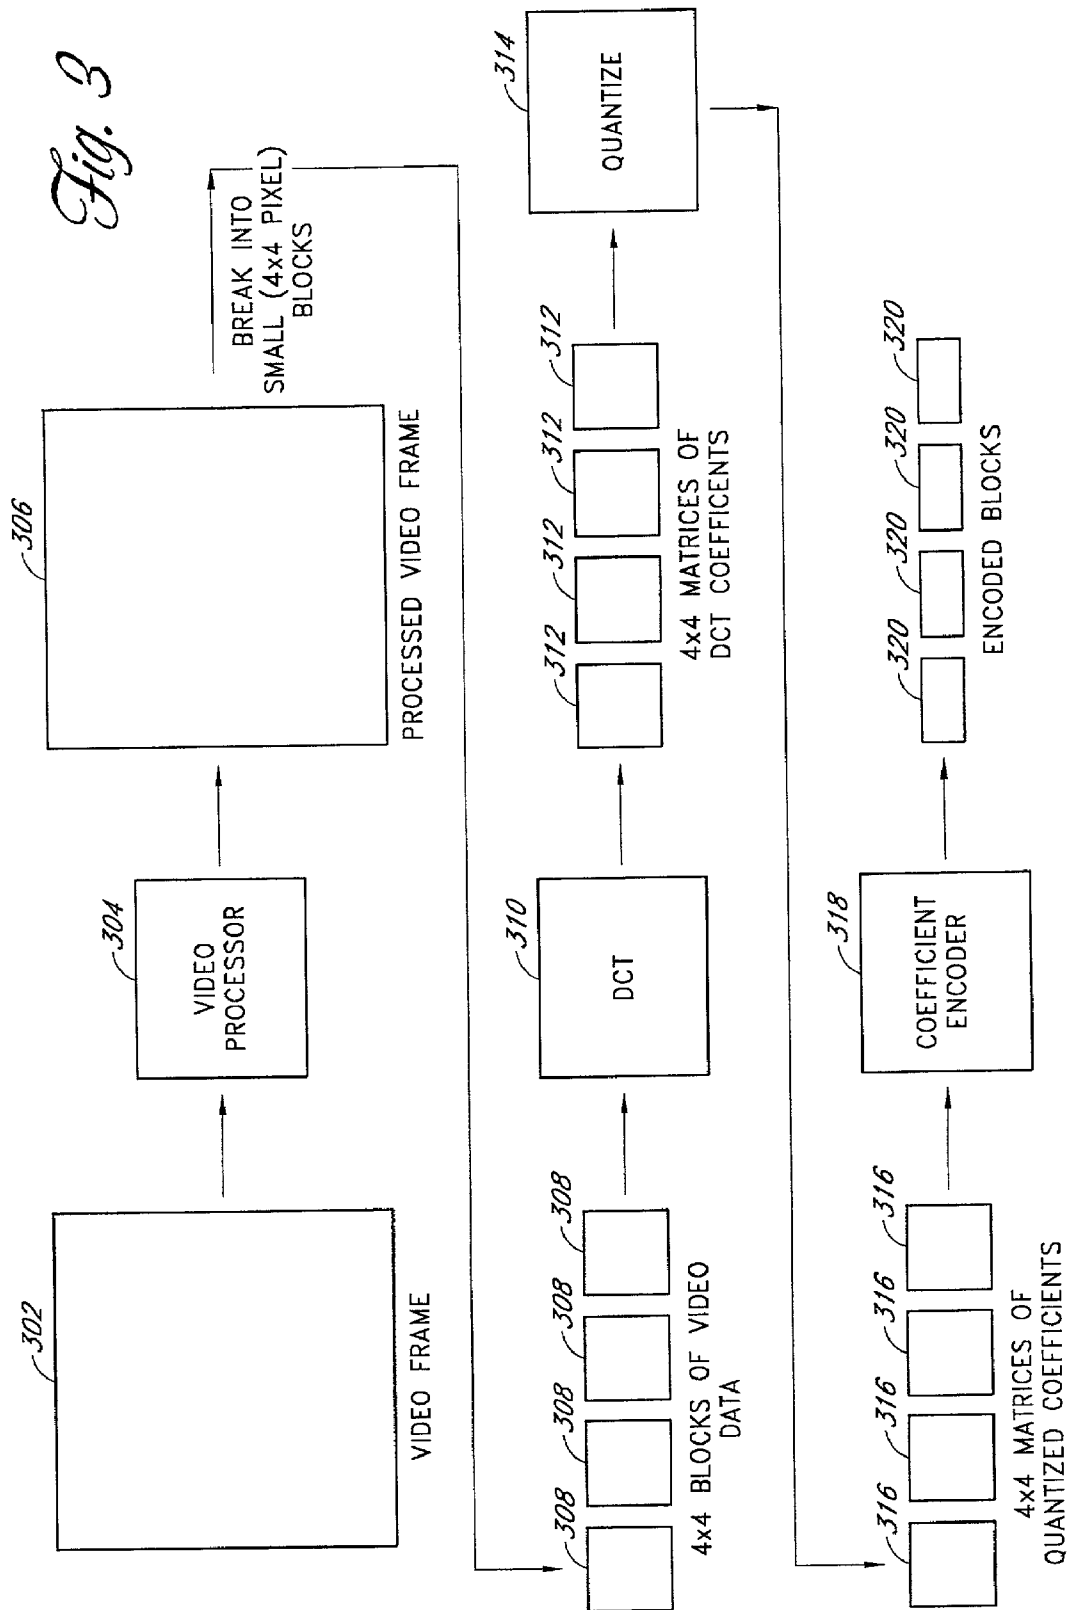 Fig. 3
302
VIDEO FRAME
304
VIDEO
PROCESSOR
306
PROCESSED VIDEO FRAME
BREAK INTO
SMALL (4x4 PIXEL)
BLOCKS
308
308
308
308
4x4 BLOCKS OF VIDEO
DATA
310
DCT
312
312
312
312
4x4 MATRICES OF
DCT COEFFICENTS
314
QUANTIZE
316
316
316
316
4x4 MATRICES OF
QUANTIZED COEFFICIENTS
318
COEFFICIENT
ENCODER
320
320
320
320
ENCODED BLOCKS